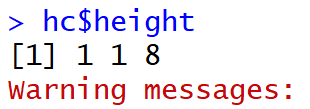 > hc$height
[1] 1 1 8
Warning messages: